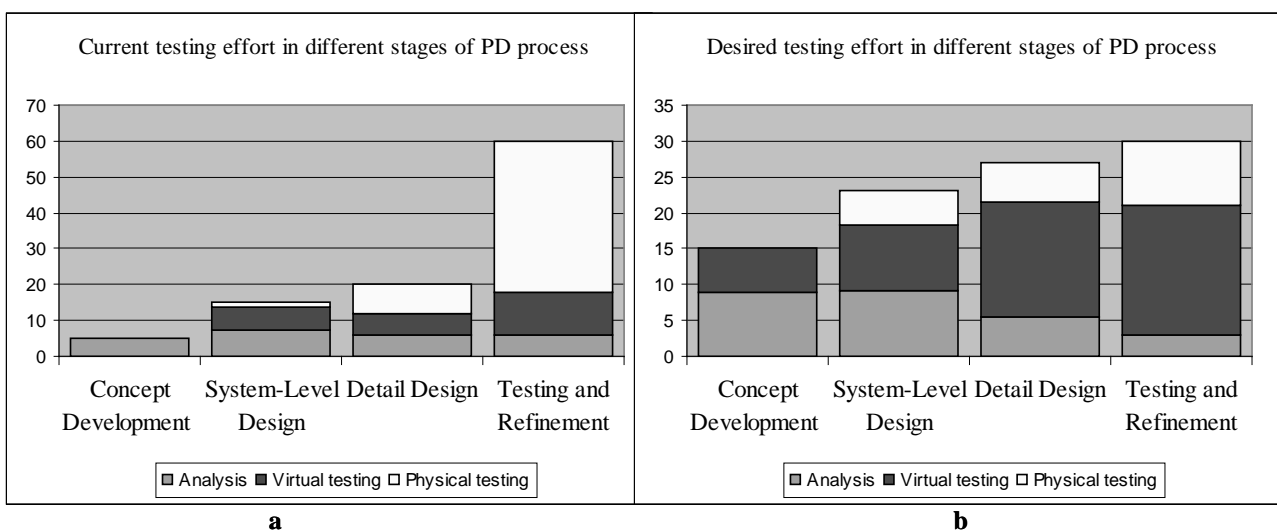 Current testing effort in different stages of PD process
70
60
50
40
30
20
10
0
Concept Development
System-Level Design
Detail Design
Testing and Refinement
Analysis Virtual testing Physical testing
a
Desired testing effort in different stages of PD process
35
30
25
20
15
10
5
0
Concept Development
System-Level Design
Detail Design
Testing and Refinement
Analysis Virtual testing Physical testing
b